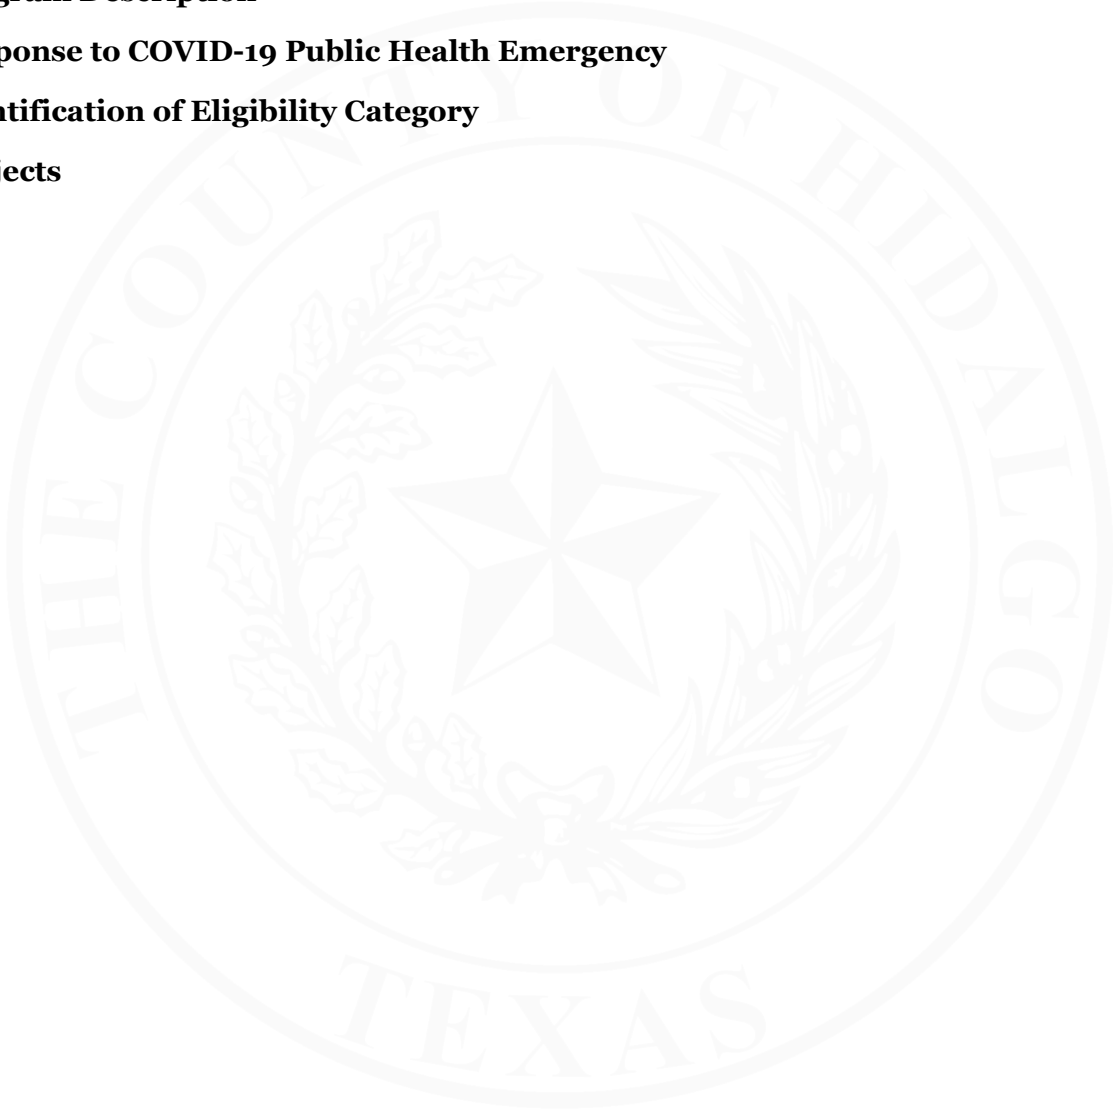 gram Description
ponse to COVID-19 Public Health Emergency
ntification of Eligibility Category
jects
THE COUNTY OF HIDALGO
TEXAS